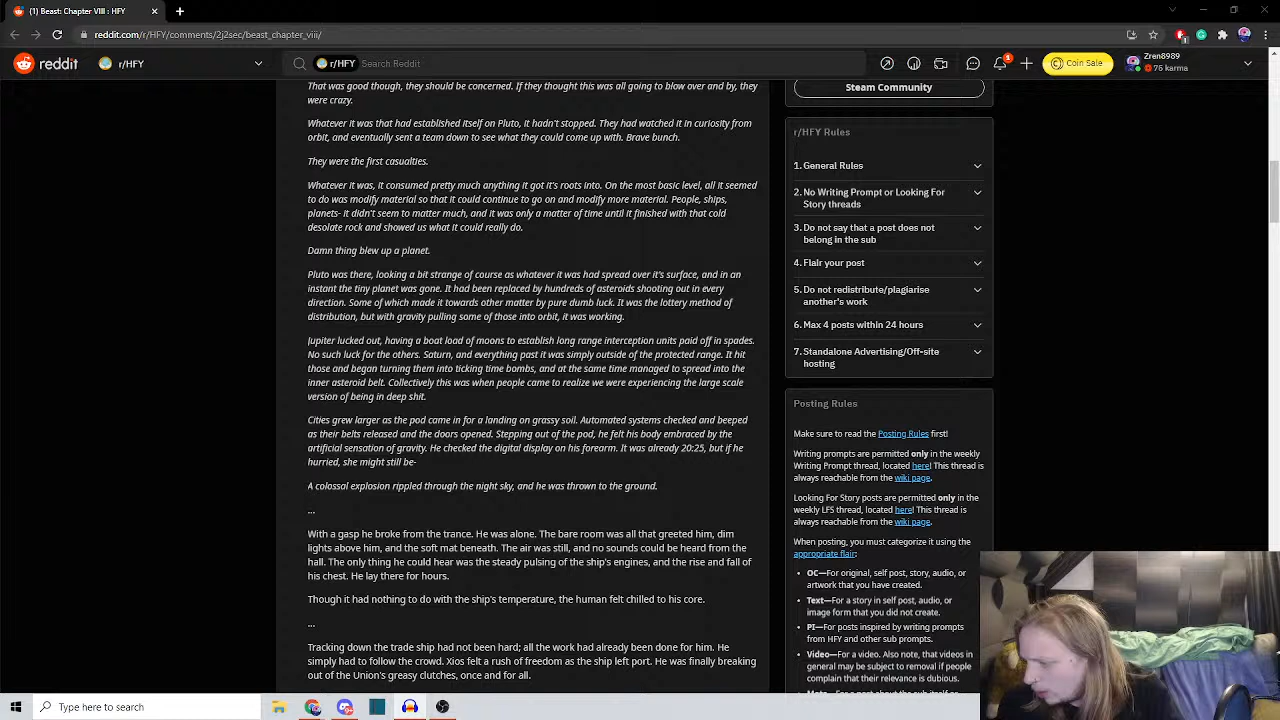 (1) Beast: Chapter VIII : HFY
reddit.com/r/HFY/comments/2j2sec/beast_chapter_viii/
reddit
r/HFY
r/HFY Search Reddit
1
Coin Sale
Zren8989
76 karma
That was good though, they should be concerned. If they thought this was all going to blow over and by, they
were crazy.
Whatever it was that had established itself on Pluto, it hadn't stopped. They had watched it in curiosity from
orbit, and eventually sent a team down to see what they could come up with. Brave bunch.
They were the first casualties.
Whatever it was, it consumed pretty much anything it got it's roots into. On the most basic level, all it seemed
to do was modify material so that it could continue to go on and modify more material. People, ships,
planets- it didn't seem to matter much, and it was only a matter of time until it finished with that cold
desolate rock and showed us what it could really do.
Damn thing blew up a planet.
Pluto was there, looking a bit strange of course as whatever it was had spread over it's surface, and in an
instant the tiny planet was gone. It had been replaced by hundreds of asteroids shooting out in every
direction. Some of which made it towards other matter by pure dumb luck. It was the lottery method of
distribution, but with gravity pulling some of those into orbit, it was working.
Jupiter lucked out, having a boat load of moons to establish long range interception units paid off in spades.
No such luck for the others. Saturn, and everything past it was simply outside of the protected range. It hit
those and began turning them into ticking time bombs, and at the same time managed to spread into the
inner asteroid belt. Collectively this was when people came to realize we were experiencing the large scale
version of being in deep shit.
Cities grew larger as the pod came in for a landing on grassy soil. Automated systems checked and beeped
as their belts released and the doors opened. Stepping out of the pod, he felt his body embraced by the
artificial sensation of gravity. He checked the digital display on his forearm. It was already 20:25, but if he
hurried, she might still be-
A colossal explosion rippled through the night sky, and he was thrown to the ground.
...
With a gasp he broke from the trance. He was alone. The bare room was all that greeted him, dim
lights above him, and the soft mat beneath. The air was still, and no sounds could be heard from the
hall. The only thing he could hear was the steady pulsing of the ship's engines, and the rise and fall of
his chest. He lay there for hours.
Though it had nothing to do with the ship's temperature, the human felt chilled to his core.
...
Tracking down the trade ship had not been hard; all the work had already been done for him. He
simply had to follow the crowd. Xios felt a rush of freedom as the ship left port. He was finally breaking
out of the Union's greasy clutches, once and for all.
Steam Community
r/HFY Rules
1. General Rules
2. No Writing Prompt or Looking For
Story threads
3. Do not say that a post does not
belong in the sub
4. Flair your post
5. Do not redistribute/plagiarise
another's work
6. Max 4 posts within 24 hours
7. Standalone Advertising/Off-site
hosting
Posting Rules
Make sure to read the Posting Rules first!
Writing prompts are permitted only in the weekly
Writing Prompt thread, located here! This thread is
always reachable from the wiki page.
Looking For Story posts are permitted only in the
weekly LFS thread, located here! This thread is
always reachable from the wiki page.
When posting, you must categorize it using the
appropriate flair:
• OC—For original, self post, story, audio, or
artwork that you have created.
• Text—For a story in self post, audio, or
image form that you did not create.
• PI—For posts inspired by writing prompts
from HFY and other sub prompts.
• Video—For a video. Also note, that videos in
general may be subject to removal if people
complain that their relevance is dubious.
Type here to search